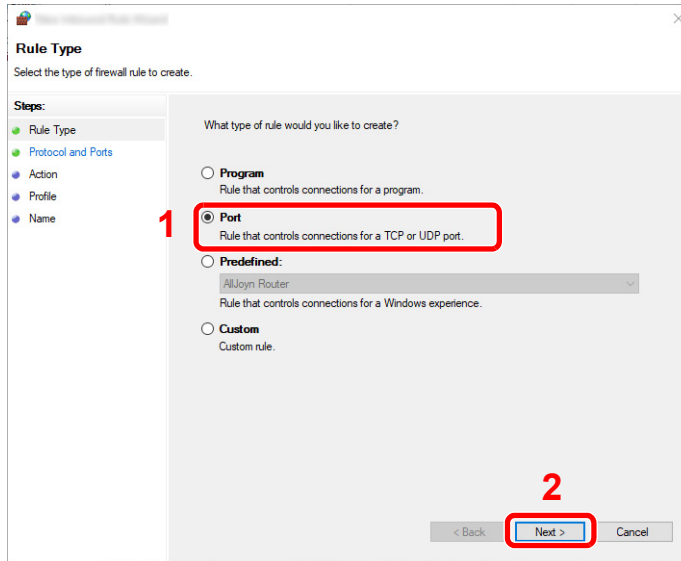 Rule Type
Select the type of firewall rule to create.
Steps:
Rule Type
Protocol and Ports
Action
Profile
Name
What type of rule would you like to create?
Program
Rule that controls connections for a program.
1
Port
Rule that controls connections for a TCP or UDP port.
Predefined:
AllJoyn Router
Rule that controls connections for a Windows experience.
Custom
Custom rule.
2
< Back Next > Cancel